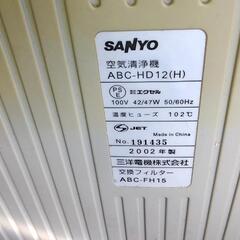 SANYO
空気清浄機
ABC-HD12(H)
PS E エクセル
100V 42/47W 50/60Hz
温度ヒューズ 102℃
S JET Made in China
No. 191435
2002年製
三洋電機株式会社
交換フィルター
ABC-FH15